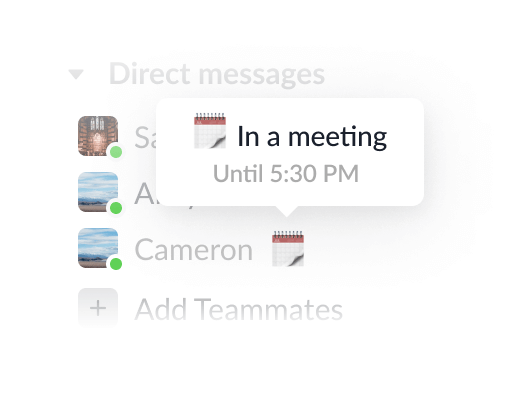 Direct messages
In a meeting
Until 5:30 PM
Cameron
Add Teammates